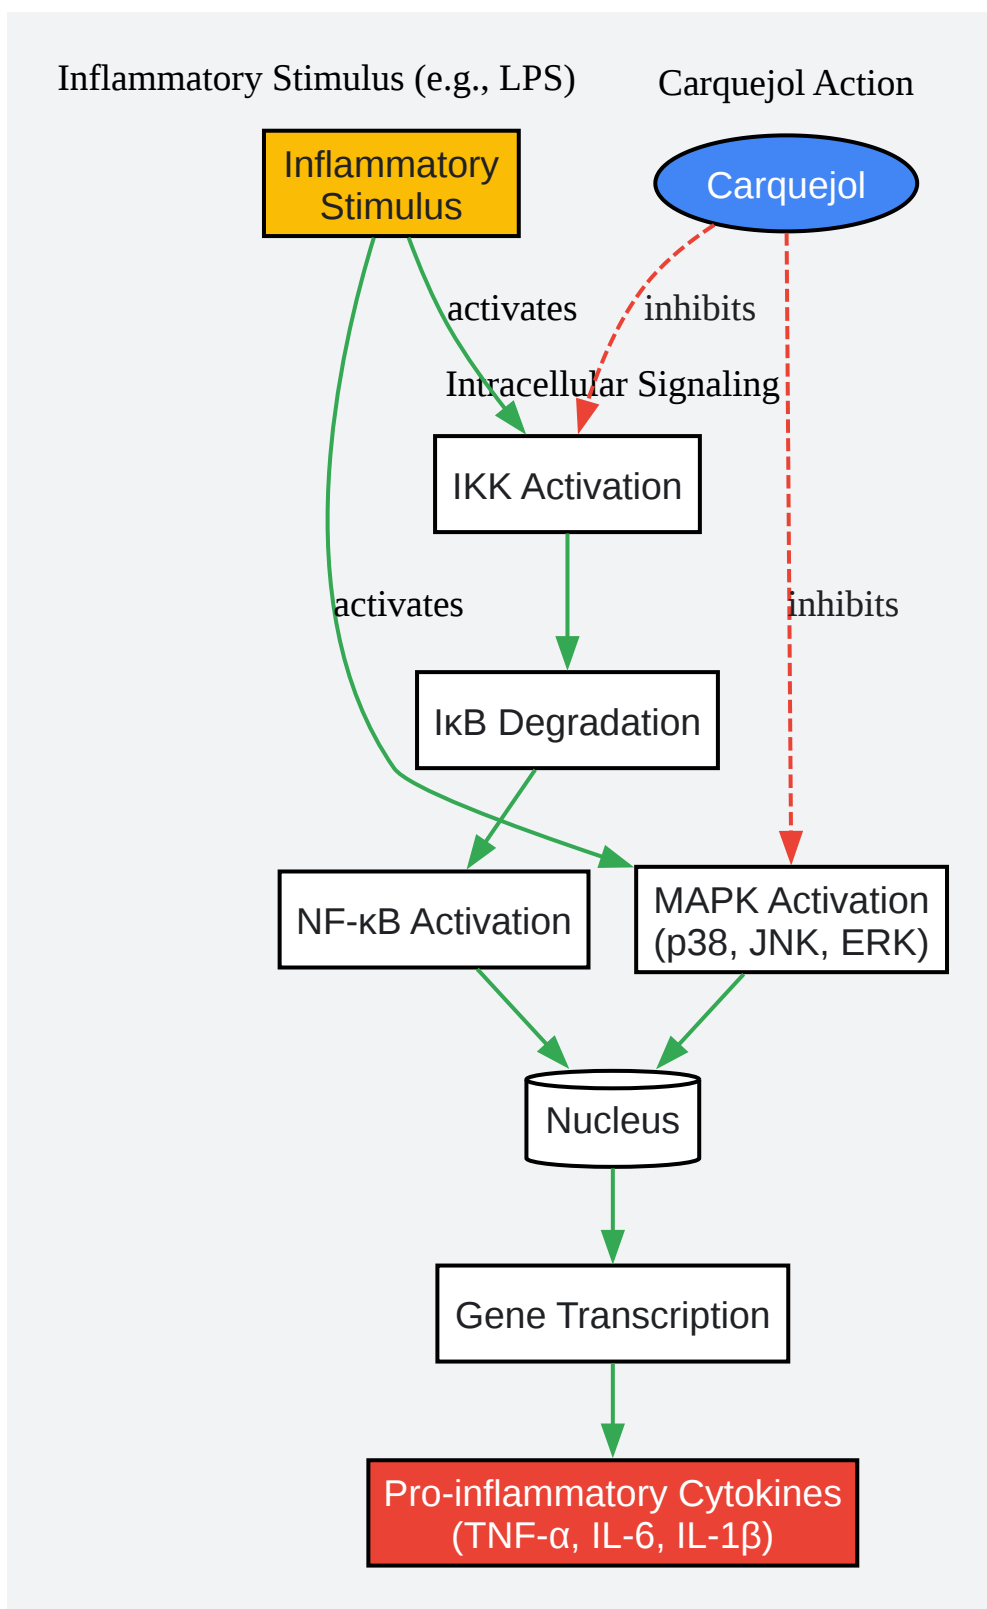 Inflammatory Stimulus (e.g., LPS)
Carquejol Action
Inflammatory
Stimulus
Carquejol
activates
inhibits
Intracellular Signaling
IKK Activation
activates
inhibits
IκB Degradation
NF-κB Activation
MAPK Activation
(p38, JNK, ERK)
Nucleus
Gene Transcription
Pro-inflammatory Cytokines
(TNF-α, IL-6, IL-1β)